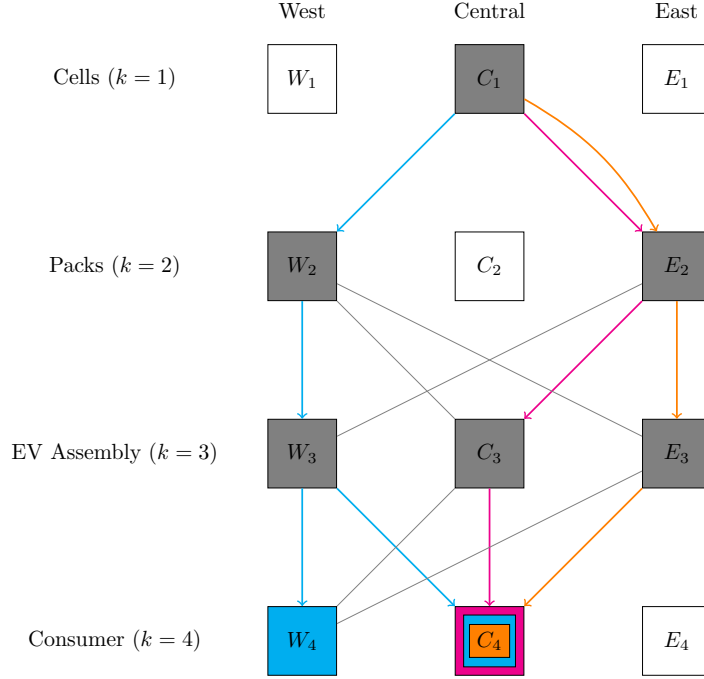 West Central East
Cells (k = 1) W₁ C₁ E₁
Packs (k = 2) W₂ C₂ E₂
EV Assembly (k = 3) W₃ C₃ E₃
Consumer (k = 4) W₄ C₄ E₄